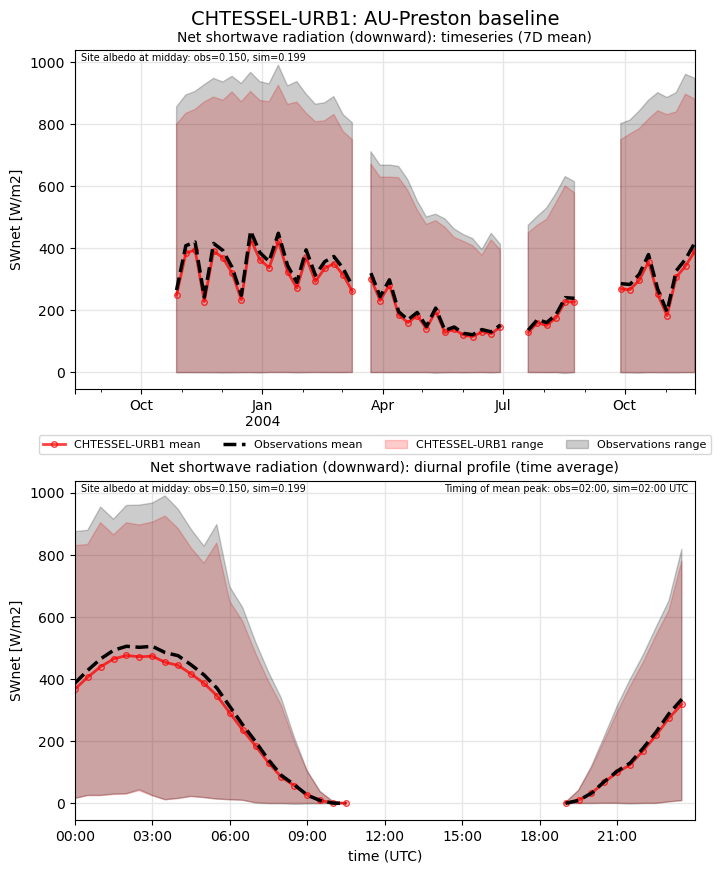 CHTESSEL-URB1: AU-Preston baseline
Net shortwave radiation (downward): timeseries (7D mean)
Site albedo at midday: obs=0.150, sim=0.199
1000
800
600
400
200
0
SWnet [W/m2]
Oct Jan Apr Jul Oct
2004
CHTESSEL-URB1 mean Observations mean CHTESSEL-URB1 range Observations range
Net shortwave radiation (downward): diurnal profile (time average)
Site albedo at midday: obs=0.150, sim=0.199 Timing of mean peak: obs=02:00, sim=02:00 UTC
1000
800
600
400
200
0
SWnet [W/m2]
00:00 03:00 06:00 09:00 12:00 15:00 18:00 21:00
time (UTC)